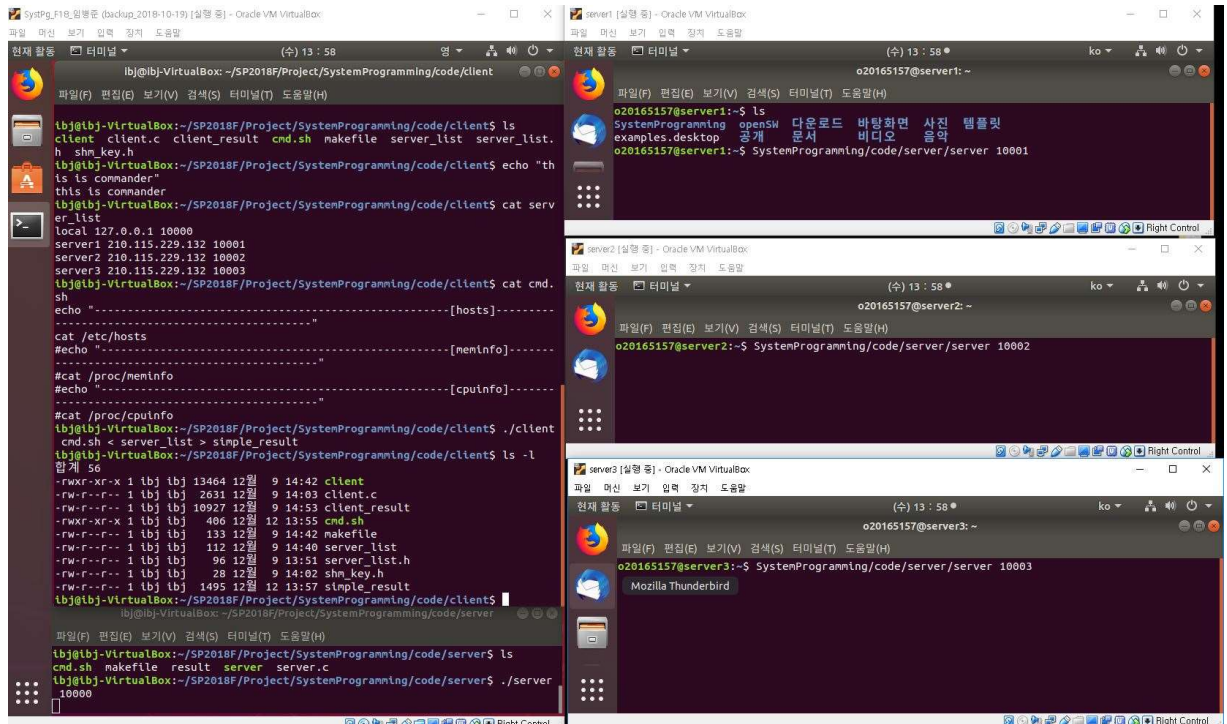 SystPg_F18_임병준 (backup_2018-10-19) [실행 중] - Oracle VM VirtualBox
파일 머신 보기 입력 장치 도움말
현재 활동 터미널 (수) 13 : 58 영
ibj@ibj-VirtualBox: ~/SP2018F/Project/SystemProgramming/code/client
파일(F) 편집(E) 보기(V) 검색(S) 터미널(T) 도움말(H)
ibj@ibj-VirtualBox:~/SP2018F/Project/SystemProgramming/code/client$ ls
client client.c client_result cmd.sh makefile server_list server_list.
h shm_key.h
ibj@ibj-VirtualBox:~/SP2018F/Project/SystemProgramming/code/client$ echo "th
is is commander"
this is commander
ibj@ibj-VirtualBox:~/SP2018F/Project/SystemProgramming/code/client$ cat serv
er_list
local 127.0.0.1 10000
server1 210.115.229.132 10001
server2 210.115.229.132 10002
server3 210.115.229.132 10003
ibj@ibj-VirtualBox:~/SP2018F/Project/SystemProgramming/code/client$ cat cmd.
sh
echo "-----------------------------------------------[hosts]---------
----------------------------------"
cat /etc/hosts
#echo "----------------------------------------------[meminfo]-------
-----------------------------------"
#cat /proc/meminfo
#echo "----------------------------------------------[cpuinfo]-------
-----------------------------------"
#cat /proc/cpuinfo
ibj@ibj-VirtualBox:~/SP2018F/Project/SystemProgramming/code/client$ ./client
cmd.sh < server_list > simple_result
ibj@ibj-VirtualBox:~/SP2018F/Project/SystemProgramming/code/client$ ls -l
합계 56
-rwxr-xr-x 1 ibj ibj 13464 12월 9 14:42 client
-rw-r--r-- 1 ibj ibj 2631 12월 9 14:03 client.c
-rw-r--r-- 1 ibj ibj 10927 12월 9 14:53 client_result
-rwxr-xr-x 1 ibj ibj 406 12월 12 13:55 cmd.sh
-rw-r--r-- 1 ibj ibj 133 12월 9 14:42 makefile
-rw-r--r-- 1 ibj ibj 112 12월 9 14:40 server_list
-rw-r--r-- 1 ibj ibj 96 12월 9 13:51 server_list.h
-rw-r--r-- 1 ibj ibj 28 12월 9 14:02 shm_key.h
-rw-r--r-- 1 ibj ibj 1495 12월 12 13:57 simple_result
ibj@ibj-VirtualBox:~/SP2018F/Project/SystemProgramming/code/client$
ibj@ibj-VirtualBox: ~/SP2018F/Project/SystemProgramming/code/server
파일(F) 편집(E) 보기(V) 검색(S) 터미널(T) 도움말(H)
ibj@ibj-VirtualBox:~/SP2018F/Project/SystemProgramming/code/server$ ls
cmd.sh makefile result server server.c
ibj@ibj-VirtualBox:~/SP2018F/Project/SystemProgramming/code/server$ ./server
10000
Right Control
server1 [실행 중] - Oracle VM VirtualBox
파일 머신 보기 입력 장치 도움말
현재 활동 터미널 (수) 13 : 58 ko
o20165157@server1: ~
파일(F) 편집(E) 보기(V) 검색(S) 터미널(T) 도움말(H)
o20165157@server1:~$ ls
SystemProgramming openSW 다운로드 바탕화면 사진 템플릿
examples.desktop 공개 문서 비디오 음악
o20165157@server1:~$ SystemProgramming/code/server/server 10001
Right Control
server2 [실행 중] - Oracle VM VirtualBox
파일 머신 보기 입력 장치 도움말
현재 활동 터미널 (수) 13 : 58 ko
o20165157@server2: ~
파일(F) 편집(E) 보기(V) 검색(S) 터미널(T) 도움말(H)
o20165157@server2:~$ SystemProgramming/code/server/server 10002
Right Control
server3 [실행 중] - Oracle VM VirtualBox
파일 머신 보기 입력 장치 도움말
현재 활동 터미널 (수) 13 : 58 ko
o20165157@server3: ~
파일(F) 편집(E) 보기(V) 검색(S) 터미널(T) 도움말(H)
o20165157@server3:~$ SystemProgramming/code/server/server 10003
Mozilla Thunderbird
Right Control